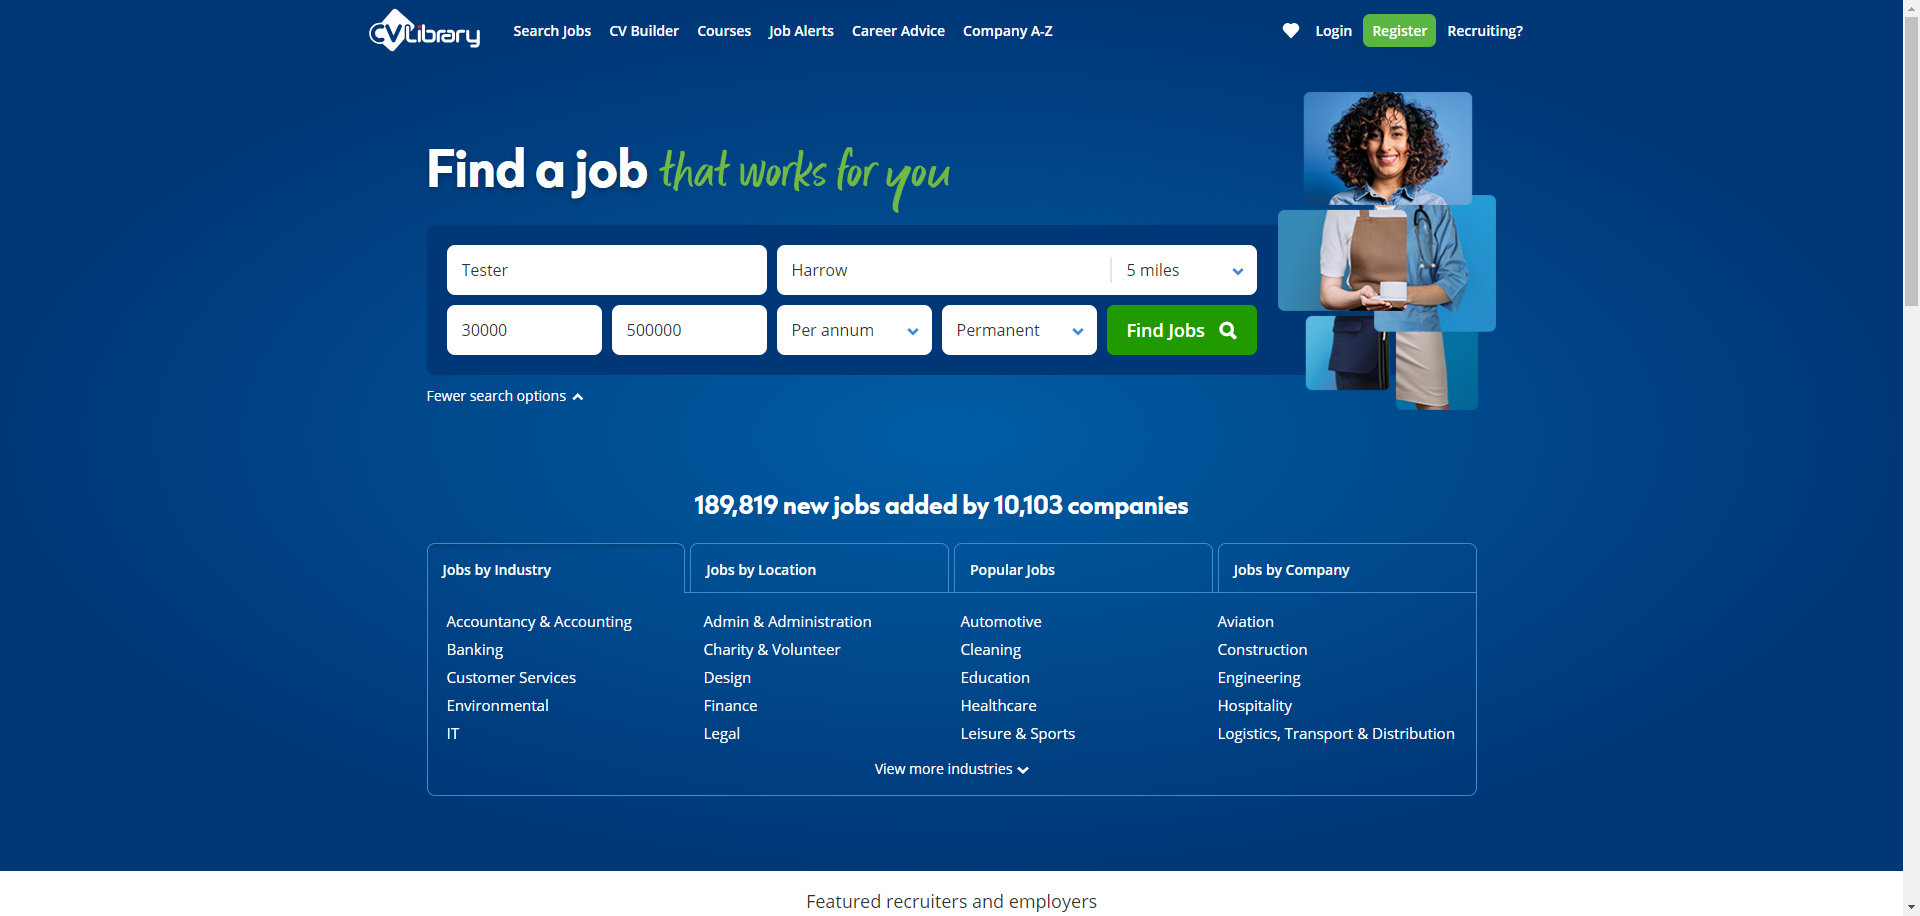 CVLibrary
Search Jobs CV Builder Courses Job Alerts Career Advice Company A-Z
Login Register Recruiting?
Find a job that works for you
Tester Harrow 5 miles
30000 500000 Per annum Permanent Find Jobs
Fewer search options
189,819 new jobs added by 10,103 companies
Jobs by Industry Jobs by Location Popular Jobs Jobs by Company
Accountancy & Accounting Admin & Administration Automotive Aviation
Banking Charity & Volunteer Cleaning Construction
Customer Services Design Education Engineering
Environmental Finance Healthcare Hospitality
IT Legal Leisure & Sports Logistics, Transport & Distribution
View more industries
Featured recruiters and employers